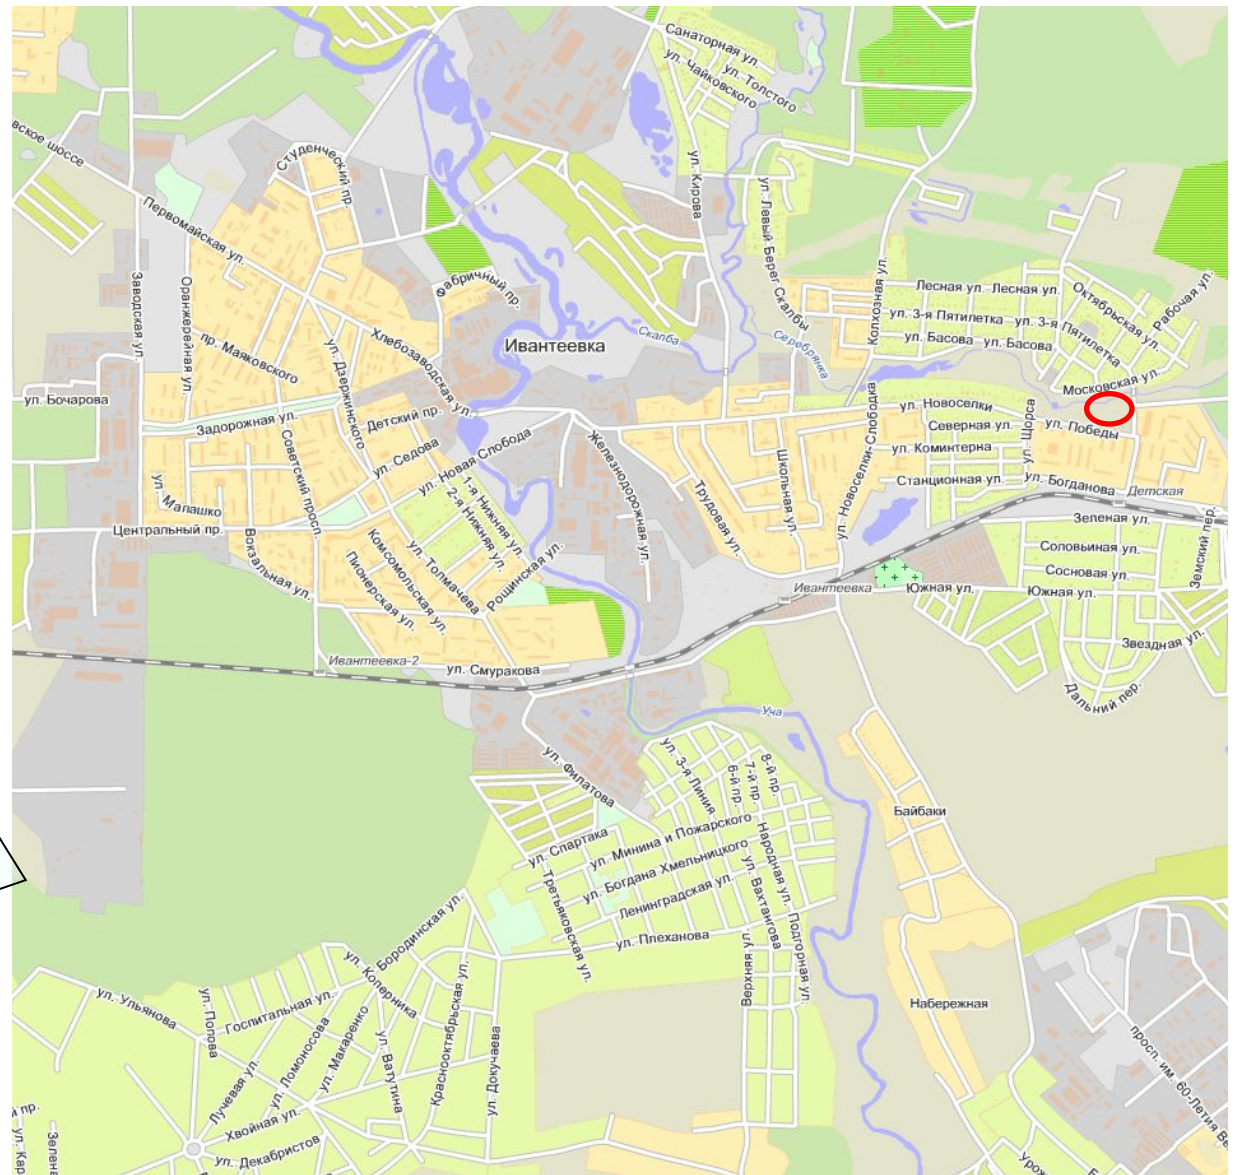 Санаторная ул.
ул. Чайковского
ул. Толстого
вское шоссе
Студенческий пр.
ул. Кирова
ул. Левый Берег Скалбы
Первомайская ул.
Заводская ул.
Оранжерейная ул.
Фабричный пр.
Колхозная ул.
Лесная ул. Лесная ул.
Октябрьская ул.
Рабочая ул.
ул. 3-я Пятилетка ул. 3-я Пятилетка
ул. Басова ул. Басова
Скалба
Серебрянка
Ивантеевка
Хлебозаводская ул.
пр. Маяковского
ул. Дзержинского
Московская ул.
ул. Бочарова
Задорожная ул.
Детский пр.
ул. Новоселки
Северная ул.
ул. Щорса
ул. Победы
ул. Седова
ул. Новая Слобода
Железнодорожная ул.
Школьная ул.
ул. Новоселки-Слободка
ул. Коминтерна
Советский просп.
ул. Малашко
1-я Нижняя ул.
2-я Нижняя ул.
Трудовая ул.
Станционная ул.
ул. Богданова
Детская
Центральный пр.
Вокзальная ул.
Зеленая ул.
Земский пер.
Комсомольская ул.
Пионерская ул.
ул. Толмачева
Рощинская ул.
Соловьиная ул.
Сосновая ул.
Ивантеевка
Южная ул.
Южная ул.
Звездная ул.
Ивантеевка-2
ул. Смуракова
Дальний пер.
Уча
ул. Филатова
ул. 3-я Линия
6-й пр.
7-й пр.
8-й пр.
Байбаки
ул. Спартака
ул. Минина и Пожарского
ул. Богдана Хмельницкого
Ленинградская ул.
Третьяковская ул.
ул. Вахтангова
Народная ул.
Подгорная ул.
ул. Плеханова
Верхняя ул.
Бородинская ул.
ул. Коперника
ул. Ульянова
ул. Попова
Госпитальная ул.
Набережная
Лучевая ул.
ул. Ломоносова
ул. Макаренко
ул. Ватутина
Краснооктябрьская ул.
ул. Докучаева
просп. им. 60-Летия Ве
Хвойная ул.
ул. Декабристов
й пр.
ул. Кар
Зелена
Урож